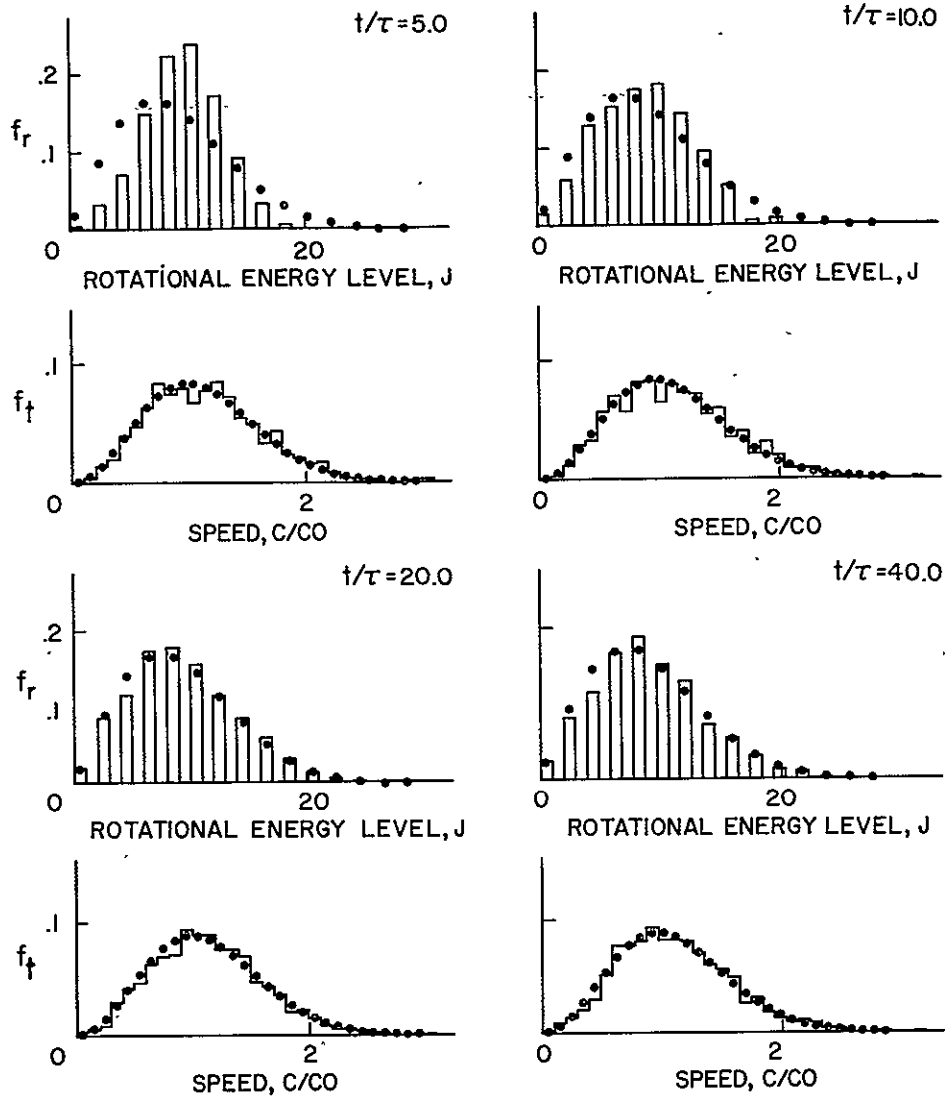 t/τ=5.0
.2
f_r
.1
0
20
ROTATIONAL ENERGY LEVEL, J
.1
f_t
0
2
SPEED, C/CO
t/τ=10.0
0
20
ROTATIONAL ENERGY LEVEL, J
0
2
SPEED, C/CO
t/τ=20.0
.2
f_r
.1
0
20
ROTATIONAL ENERGY LEVEL, J
.1
f_t
0
2
SPEED, C/CO
t/τ=40.0
0
20
ROTATIONAL ENERGY LEVEL, J
0
2
SPEED, C/CO